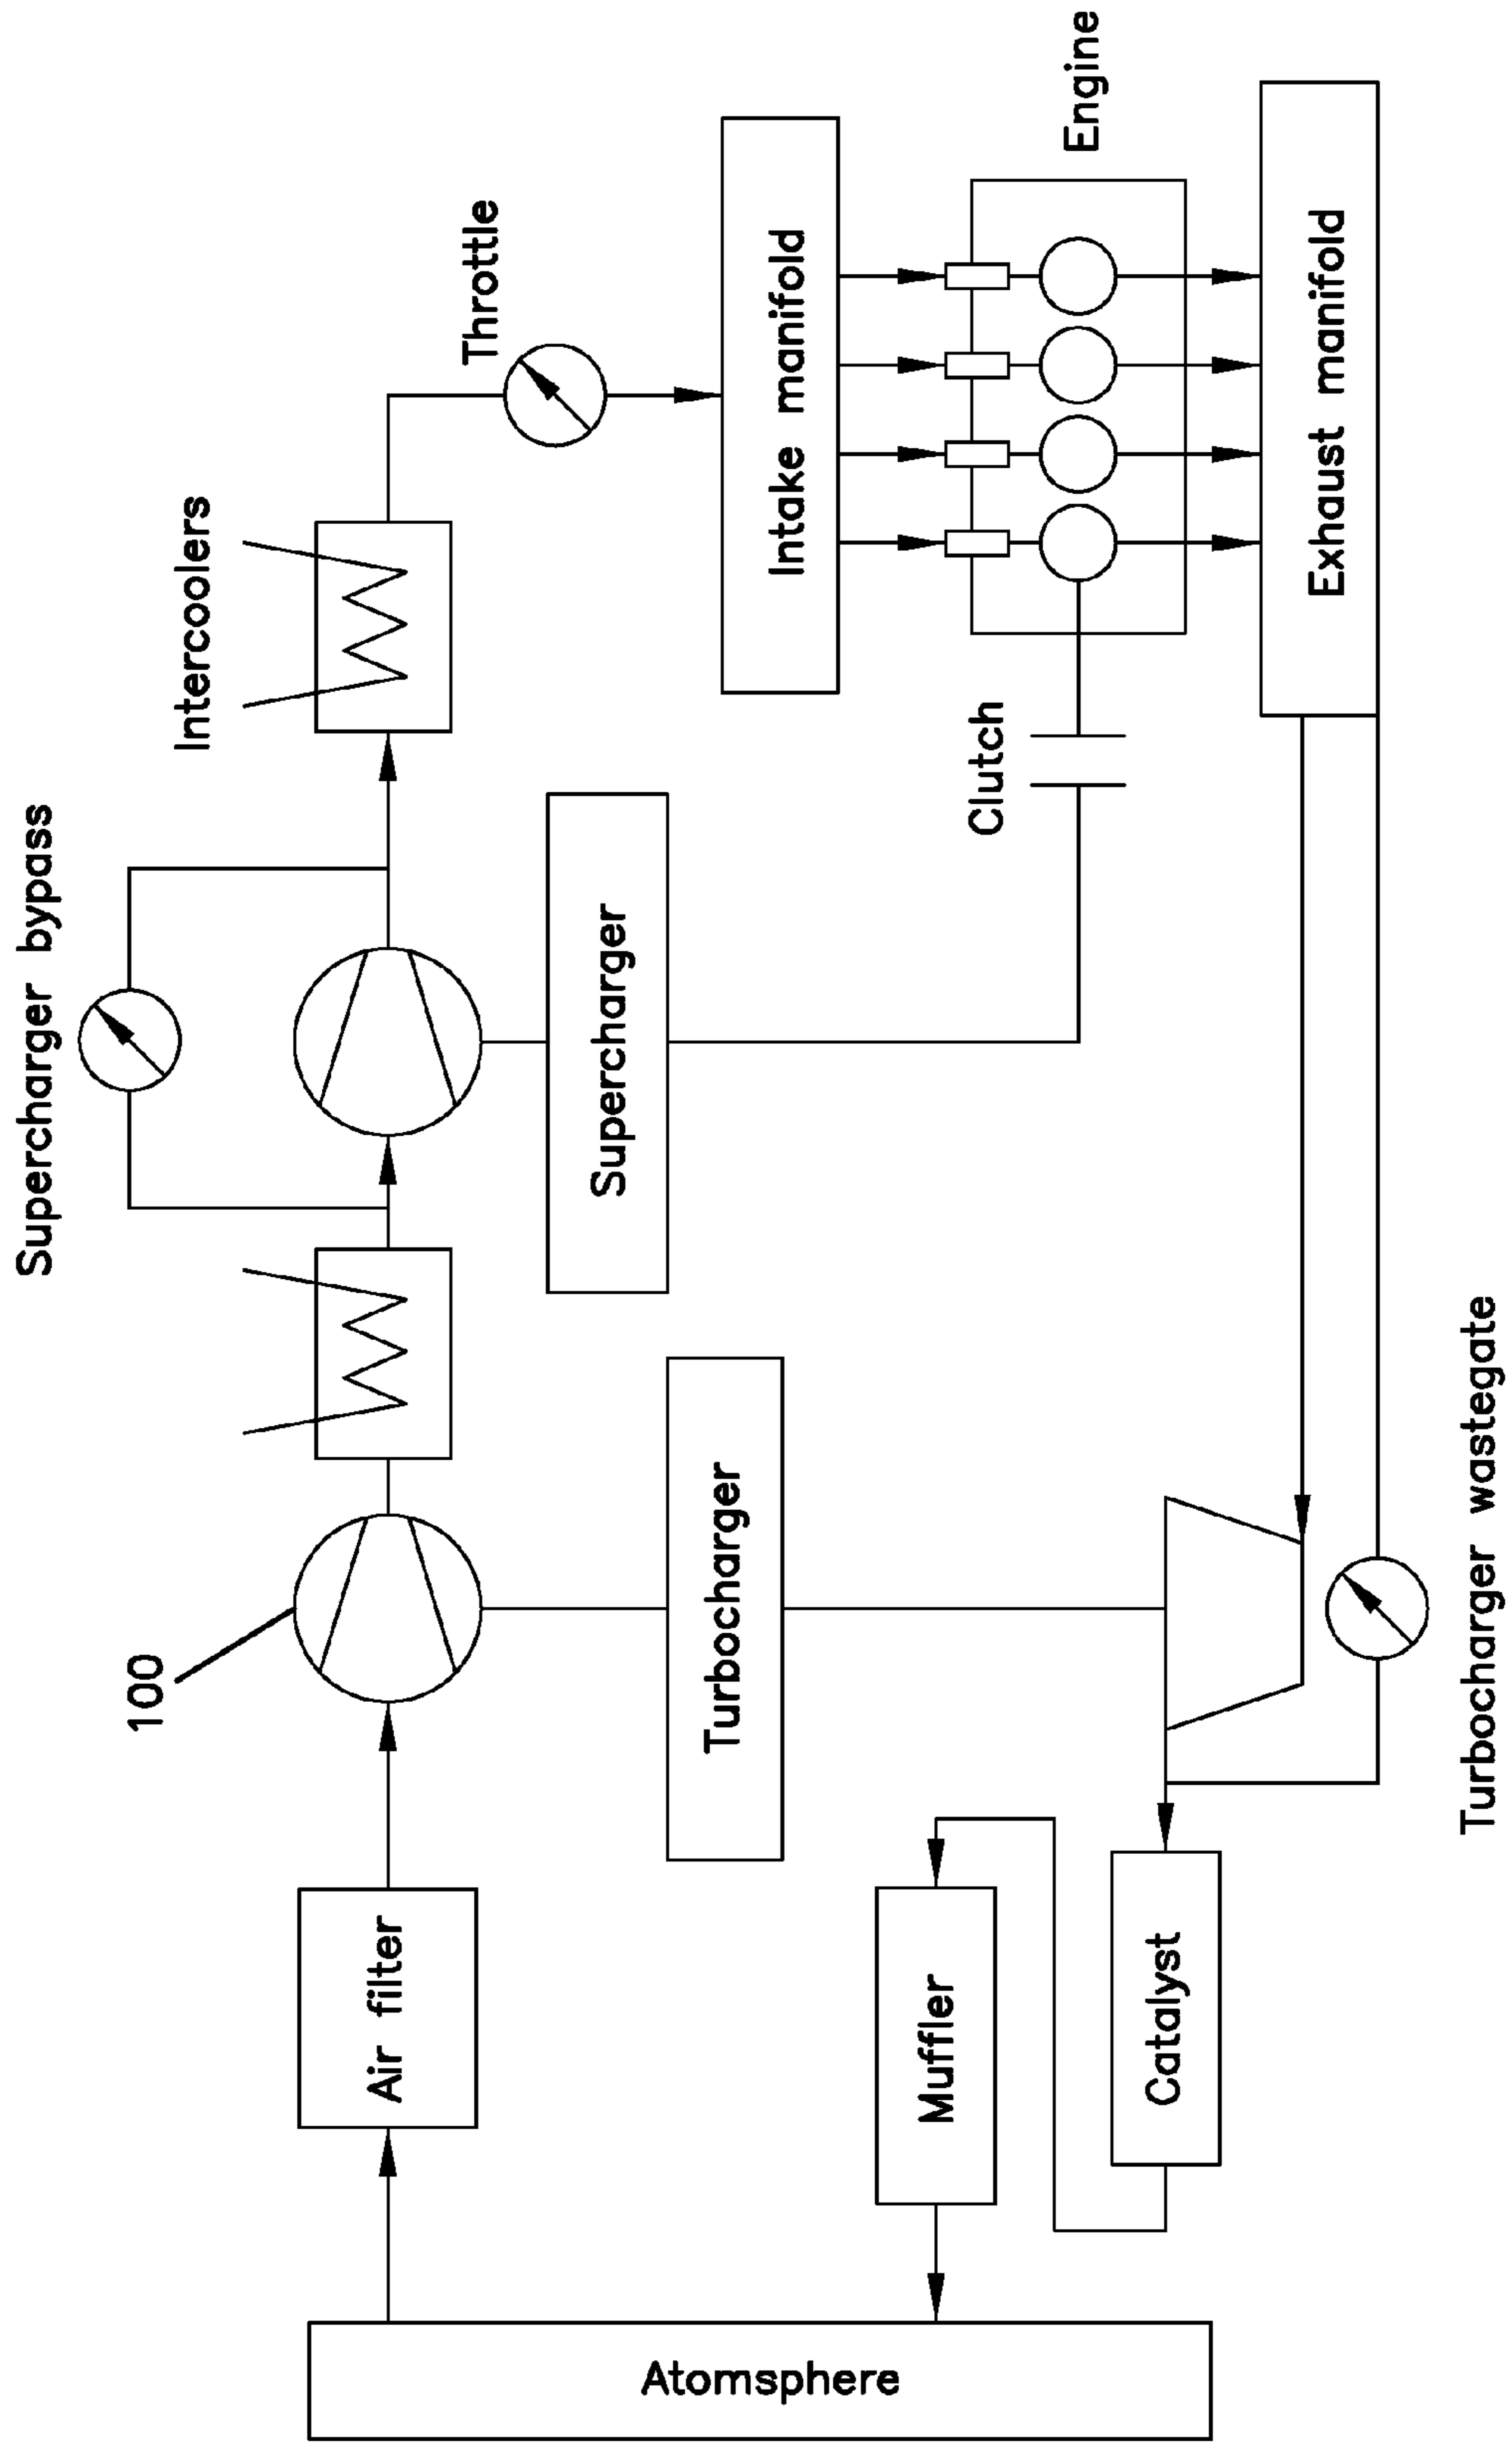 Supercharger bypass
Intercoolers
Throttle
100
Air filter
Supercharger
Turbocharger
Intake manifold
Clutch
Engine
Muffler
Catalyst
Atomsphere
Exhaust manifold
Turbocharger wastegate